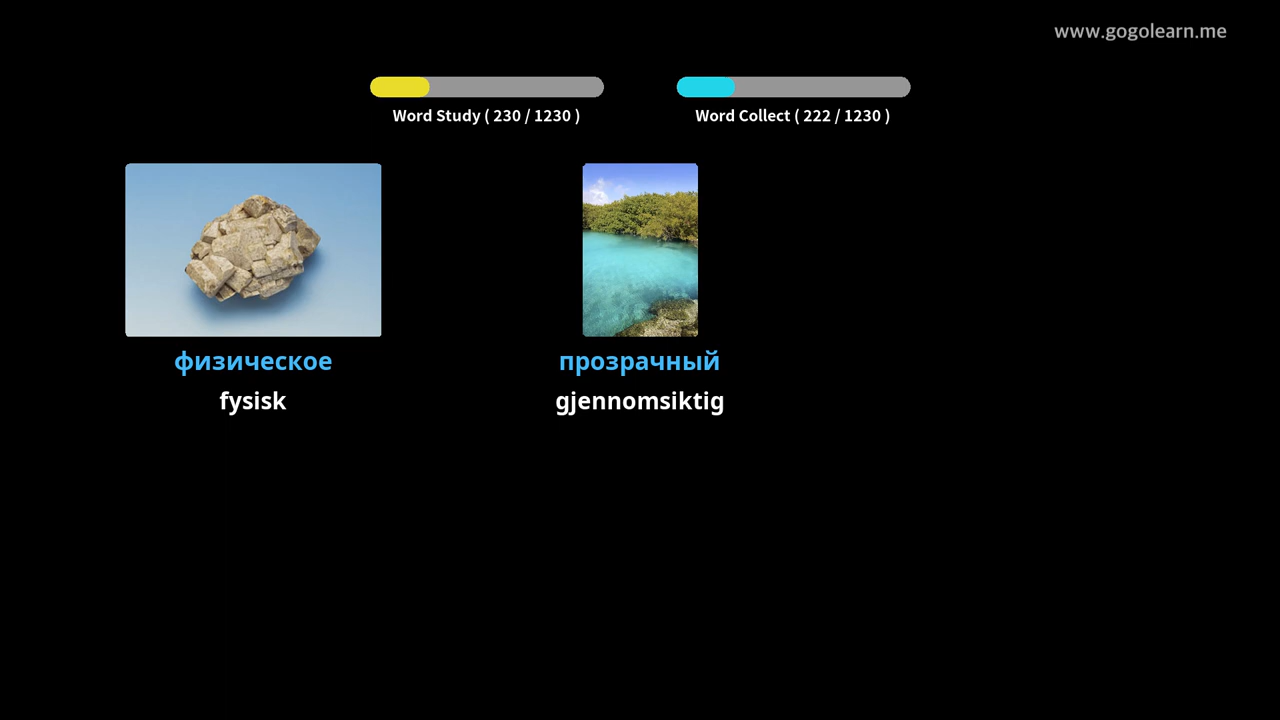 www.gogolearn.me
Word Study ( 230 / 1230 )
Word Collect ( 222 / 1230 )
физическое
fysisk
прозрачный
gjennomsiktig